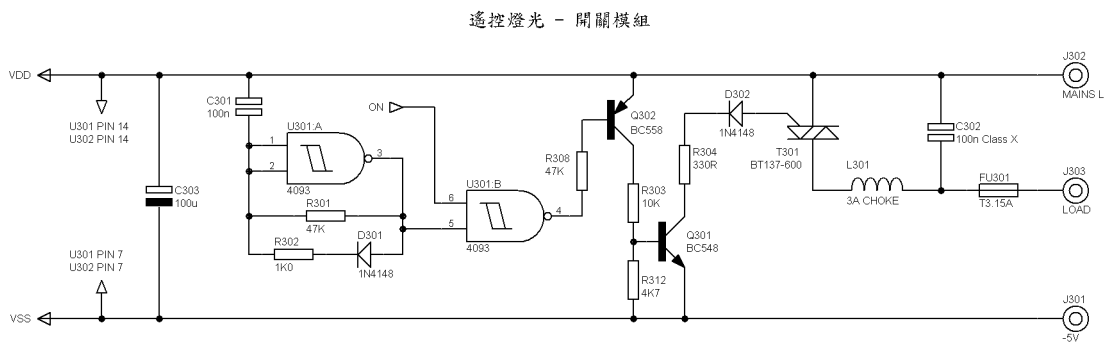 遙控燈光 - 開關模組
J302
VDD
MAINS L
C301
100n
ON
D302
1N4148
U301 PIN 14
U302 PIN 14
U301:A
1
2
3
4093
Q302
BC558
T301
BT137-600
C302
100n Class X
R308
47K
R304
330R
L301
3A CHOKE
FU301
T3.15A
J303
LOAD
C303
100u
U301:B
6
5
4
4093
R303
10K
R301
47K
R302
1K0
D301
1N4148
Q301
BC548
U301 PIN 7
U302 PIN 7
R312
4K7
VSS
J301
-5V